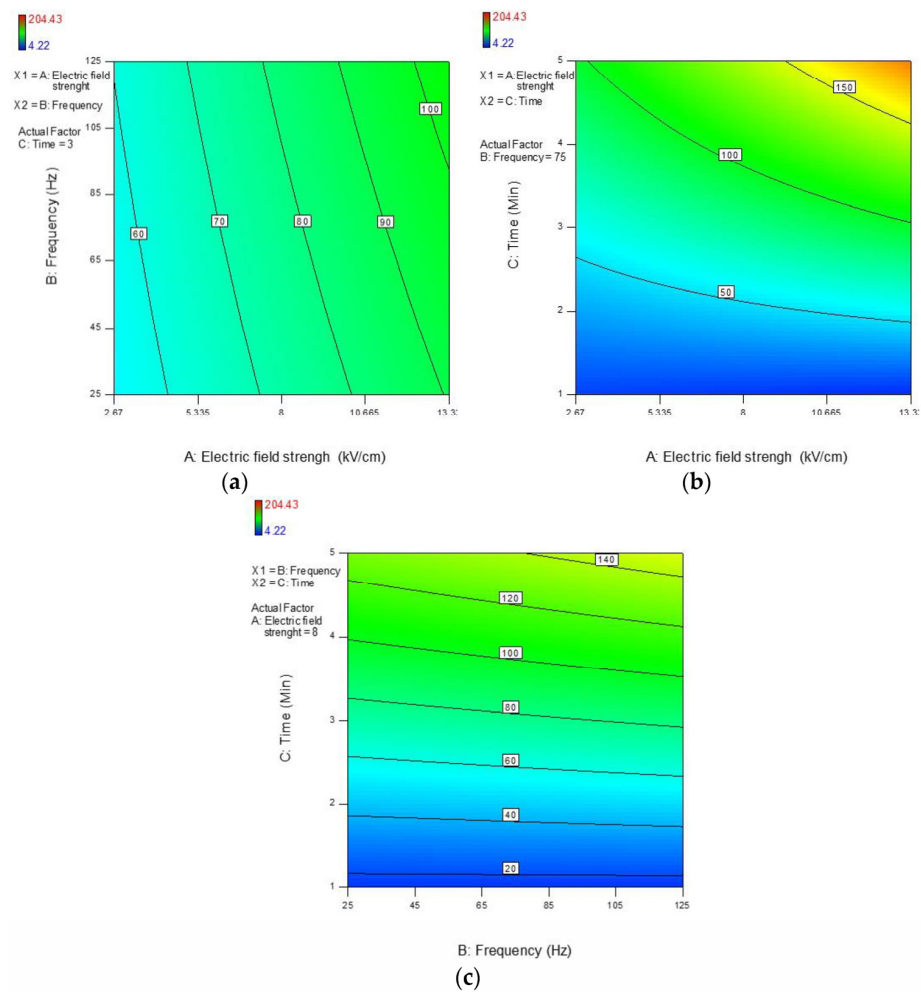 204.43
4.22
X1 = A: Electric field
strenght
X2 = B: Frequency
Actual Factor
C: Time = 3
125
105
85
65
45
25
B: Frequency (Hz)
60
70
80
90
100
2.67
5.335
8
10.665
13.33
A: Electric field strengh (kV/cm)
(a)
204.43
4.22
X1 = A: Electric field
strenght
X2 = C: Time
Actual Factor
B: Frequency = 75
5
4
3
2
1
C: Time (Min)
150
100
50
2.67
5.335
8
10.665
13.3
A: Electric field strengh (kV/cm)
(b)
204.43
4.22
X1 = B: Frequency
X2 = C: Time
Actual Factor
A: Electric field
strenght = 8
5
4
3
2
1
C: Time (Min)
140
120
100
80
60
40
20
25
45
65
85
105
125
B: Frequency (Hz)
(c)